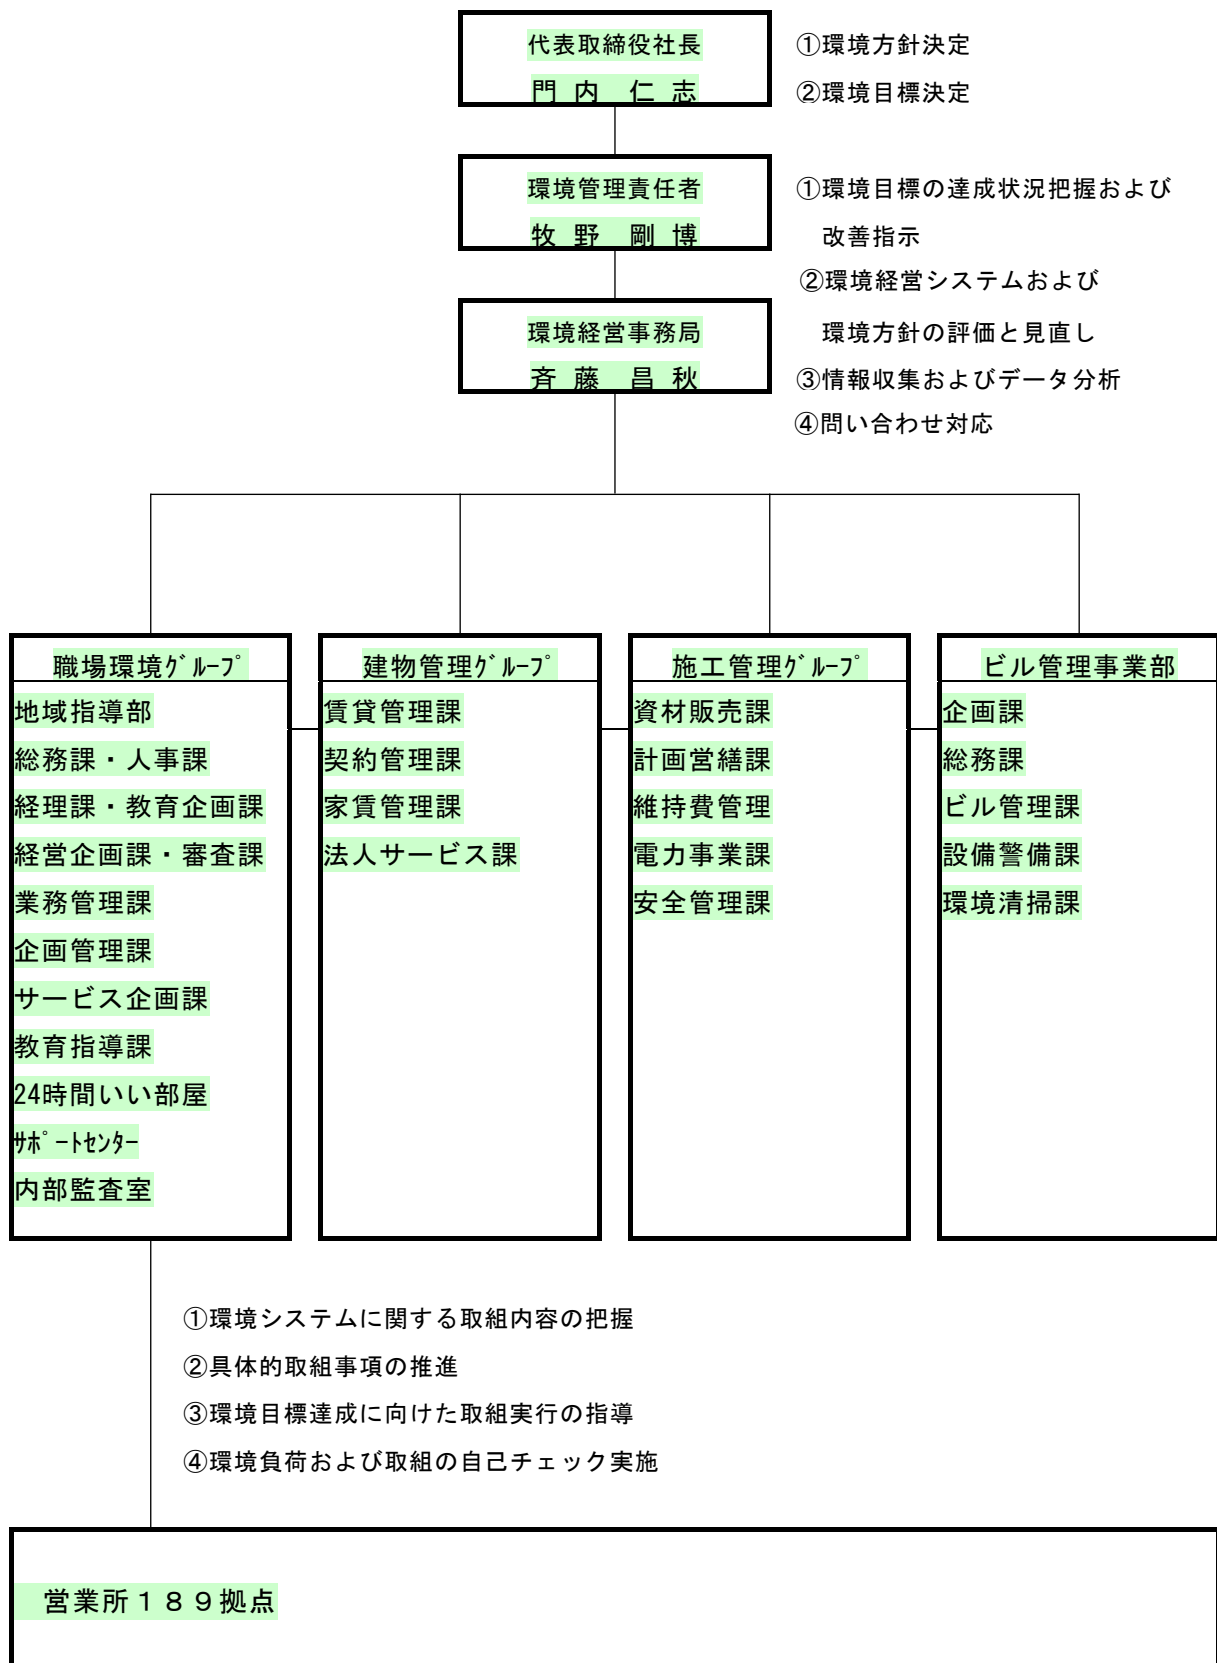 代表取締役社長
門内 仁志
①環境方針決定
②環境目標決定
環境管理責任者
牧野 剛博
①環境目標の達成状況把握および
改善指示
②環境経営システムおよび
環境経営事務局
斉藤 昌秋
環境方針の評価と見直し
③情報収集およびデータ分析
④問い合わせ対応
職場環境ｸﾞﾙｰﾌﾟ
地域指導部
総務課・人事課
経理課・教育企画課
経営企画課・審査課
業務管理課
企画管理課
サービス企画課
教育指導課
24時間いい部屋
ｻﾎﾟｰﾄｾﾝﾀｰ
内部監査室
建物管理ｸﾞﾙｰﾌﾟ
賃貸管理課
契約管理課
家賃管理課
法人サービス課
施工管理ｸﾞﾙｰﾌﾟ
資材販売課
計画営繕課
維持費管理
電力事業課
安全管理課
ビル管理事業部
企画課
総務課
ビル管理課
設備警備課
環境清掃課
①環境システムに関する取組内容の把握
②具体的取組事項の推進
③環境目標達成に向けた取組実行の指導
④環境負荷および取組の自己チェック実施
営業所１８９拠点